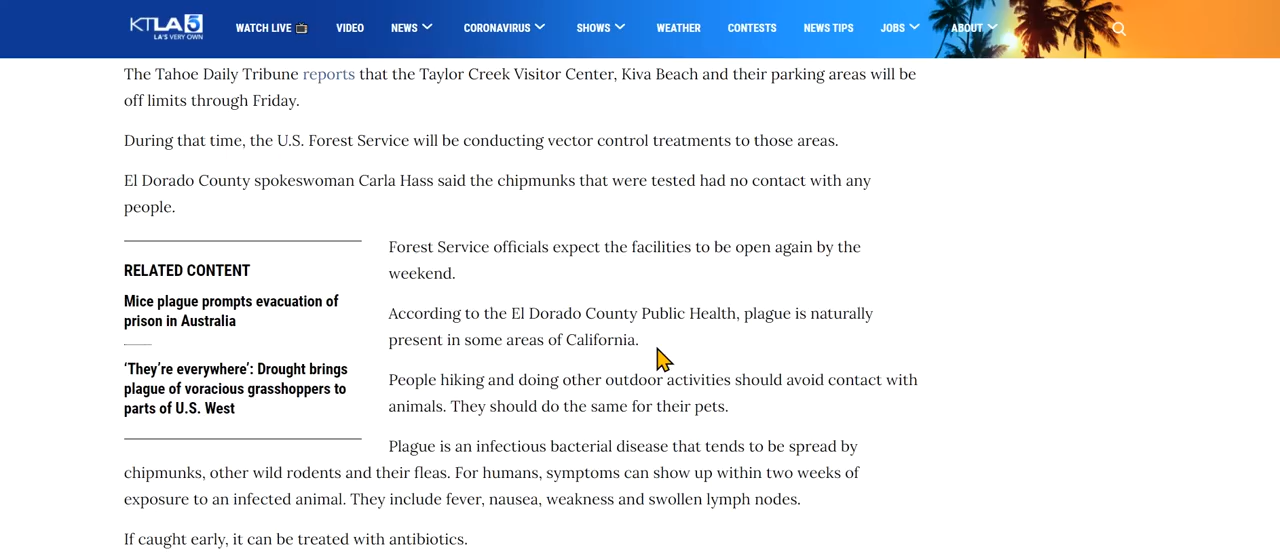 KTLA 5
LA'S VERY OWN
WATCH LIVE
VIDEO
NEWS
CORONAVIRUS
SHOWS
WEATHER
CONTESTS
NEWS TIPS
JOBS
ABOUT
The Tahoe Daily Tribune reports that the Taylor Creek Visitor Center, Kiva Beach and their parking areas will be
off limits through Friday.
During that time, the U.S. Forest Service will be conducting vector control treatments to those areas.
El Dorado County spokeswoman Carla Hass said the chipmunks that were tested had no contact with any
people.
RELATED CONTENT
Mice plague prompts evacuation of
prison in Australia
‘They’re everywhere’: Drought brings
plague of voracious grasshoppers to
parts of U.S. West
Forest Service officials expect the facilities to be open again by the
weekend.
According to the El Dorado County Public Health, plague is naturally
present in some areas of California.
People hiking and doing other outdoor activities should avoid contact with
animals. They should do the same for their pets.
Plague is an infectious bacterial disease that tends to be spread by
chipmunks, other wild rodents and their fleas. For humans, symptoms can show up within two weeks of
exposure to an infected animal. They include fever, nausea, weakness and swollen lymph nodes.
If caught early, it can be treated with antibiotics.